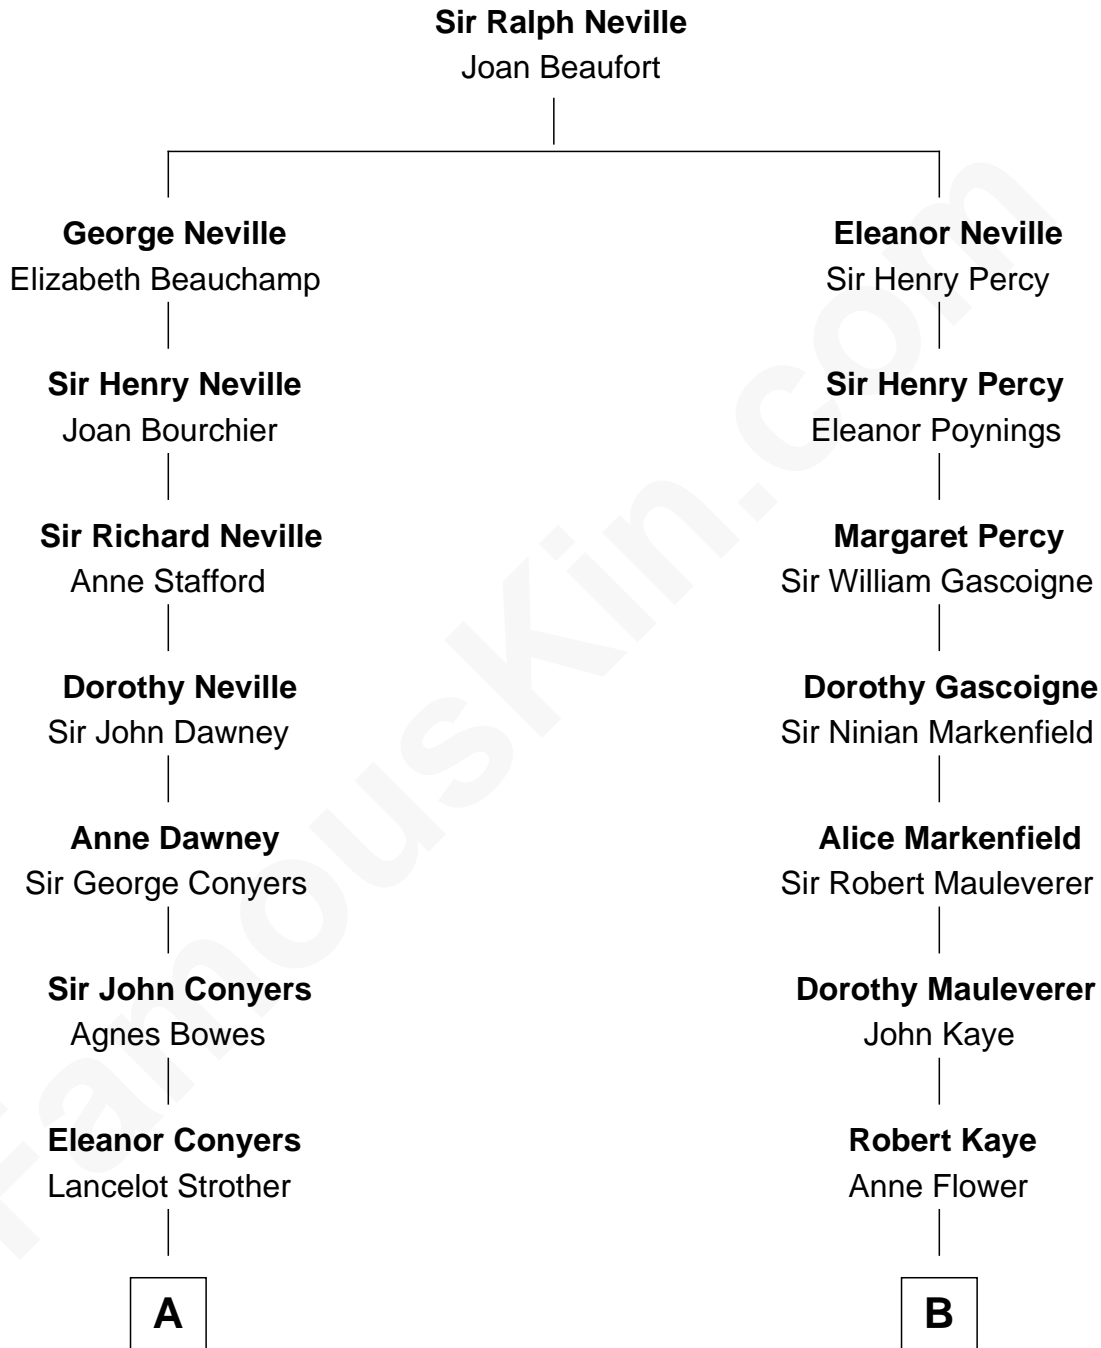 Sir Ralph Neville
Joan Beaufort
George Neville
Elizabeth Beauchamp
Eleanor Neville
Sir Henry Percy
Sir Henry Neville
Joan Bourchier
Sir Henry Percy
Eleanor Poynings
Sir Richard Neville
Anne Stafford
Margaret Percy
Sir William Gascoigne
Dorothy Neville
Sir John Dawney
Dorothy Gascoigne
Sir Ninian Markenfield
Anne Dawney
Sir George Conyers
Alice Markenfield
Sir Robert Mauleverer
Sir John Conyers
Agnes Bowes
Dorothy Mauleverer
John Kaye
Eleanor Conyers
Lancelot Strother
Robert Kaye
Anne Flower
A
B
FamousKin.com